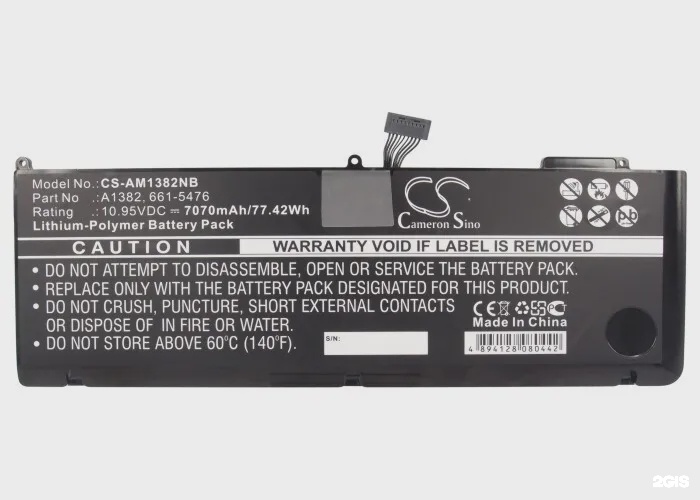 Model No.:CS-AM1382NB
Part No :A1382, 661-5476
Rating :10.95VDC ⎓ 7070mAh/77.42Wh
Lithium-Polymer Battery Pack
CS
Cameron Sino
Pb
CAUTION
WARRANTY VOID IF LABEL IS REMOVED
• DO NOT ATTEMPT TO DISASSEMBLE, OPEN OR SERVICE THE BATTERY PACK.
• REPLACE ONLY WITH THE BATTERY PACK DESIGNATED FOR THIS PRODUCT.
• DO NOT CRUSH, PUNCTURE, SHORT EXTERNAL CONTACTS
OR DISPOSE OF IN FIRE OR WATER.
• DO NOT STORE ABOVE 60°C (140°F).
CE
Made In China
S/N:
4 894128 080442
2GIS